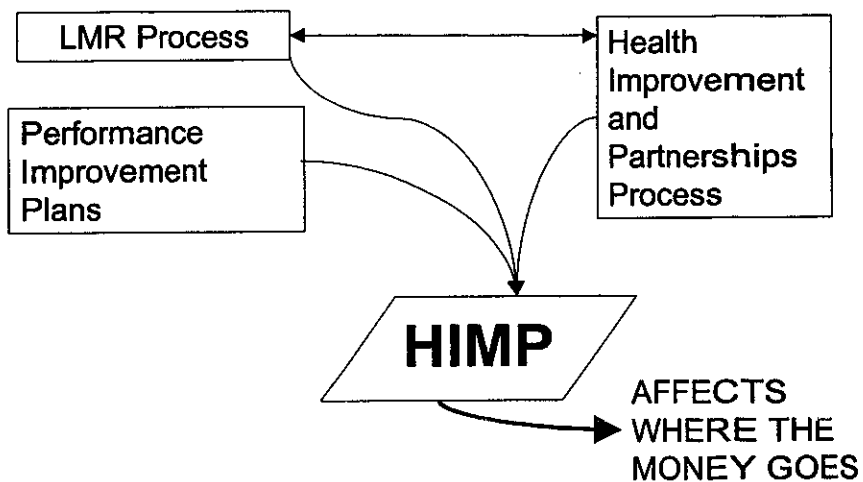 LMR Process
Health
Improvement
and
Partnerships
Process
Performance
Improvement
Plans
HIMP
AFFECTS
WHERE THE
MONEY GOES